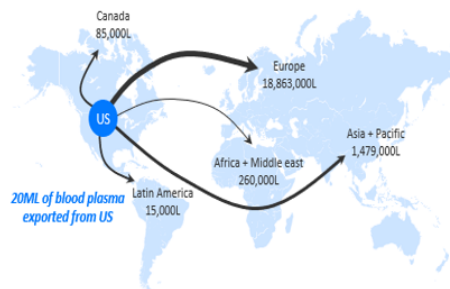 Canada
85,000L
Europe
18,863,000L
US
Asia + Pacific
1,479,000L
Africa + Middle east
260,000L
Latin America
15,000L
20ML of blood plasma
exported from US